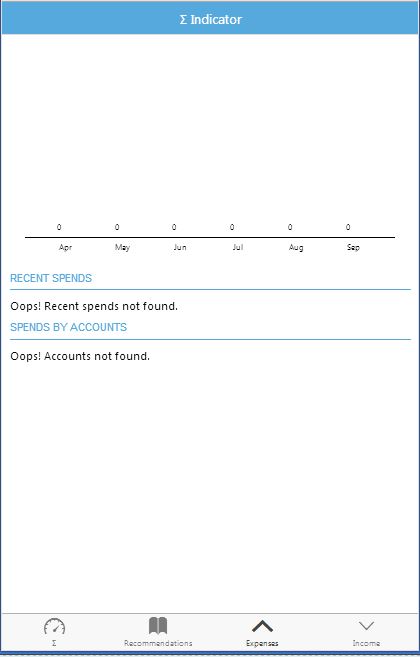 Σ Indicator
0 0 0 0 0 0
Apr May Jun Jul Aug Sep
RECENT SPENDS
Oops! Recent spends not found.
SPENDS BY ACCOUNTS
Oops! Accounts not found.
Σ Recommendations Expenses Income